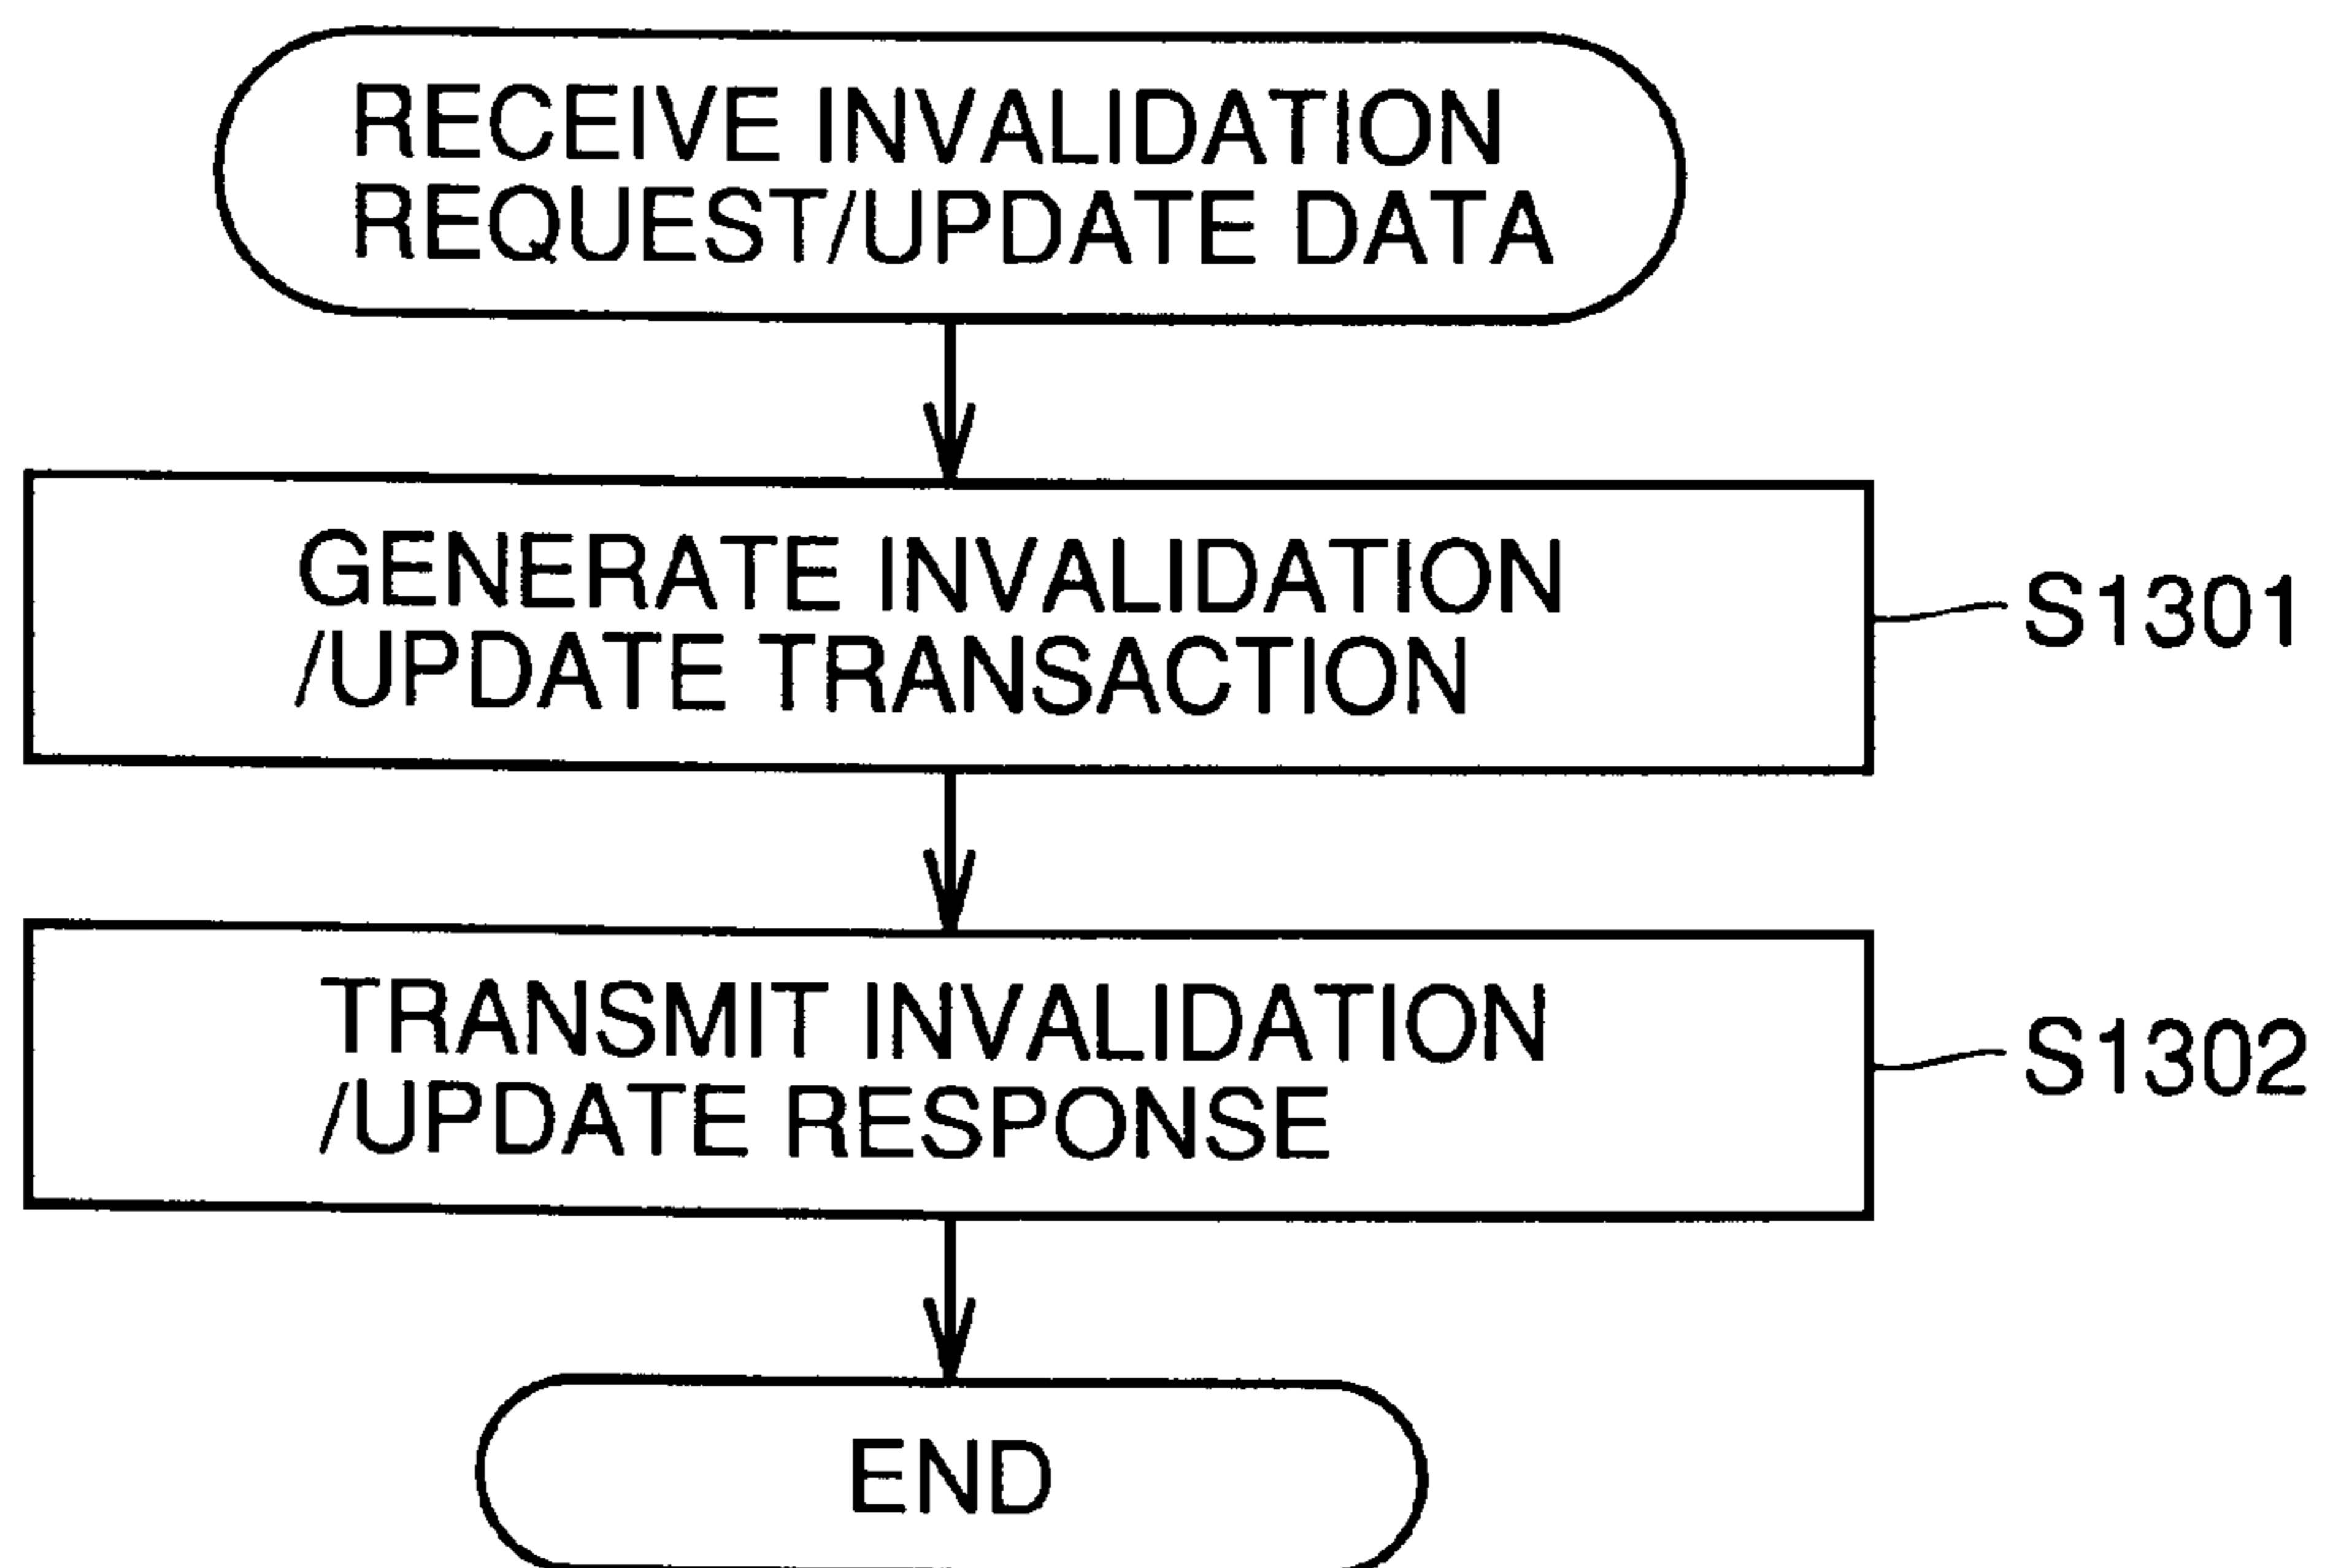 RECEIVE INVALIDATION
REQUEST/UPDATE DATA
GENERATE INVALIDATION
/UPDATE TRANSACTION
S1301
TRANSMIT INVALIDATION
/UPDATE RESPONSE
S1302
END